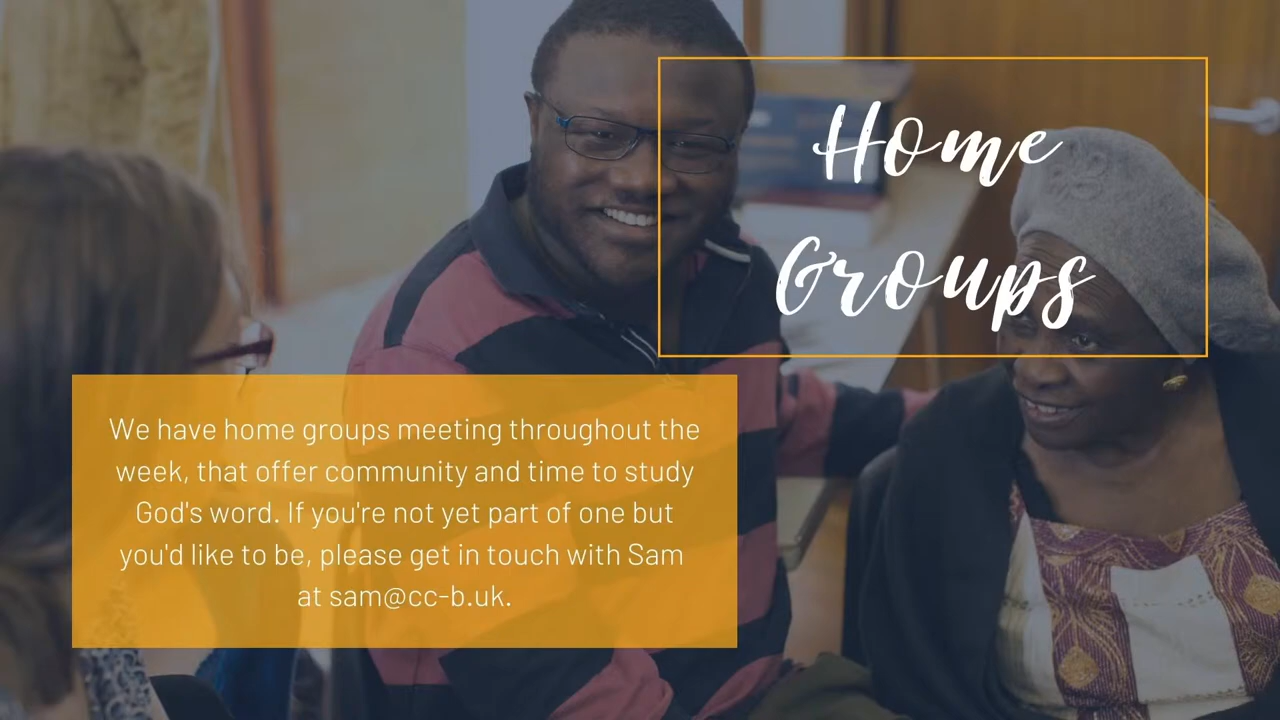 Home
Groups
We have home groups meeting throughout the
week, that offer community and time to study
God's word. If you're not yet part of one but
you'd like to be, please get in touch with Sam
at sam@cc-b.uk.